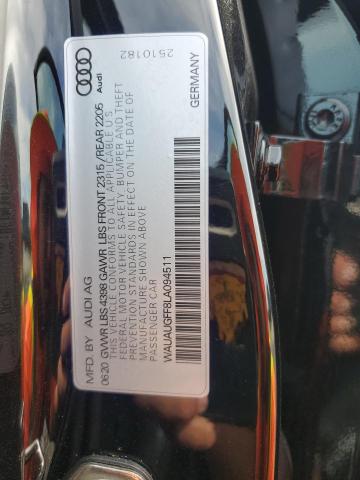 MFD. BY AUDI AG
06.20 GVWR LBS 4398 GAWR LBS FRONT 2315 /REAR 2205
THIS VEHICLE CONFORMS TO ALL APPLICABLE U.S.
FEDERAL MOTOR VEHICLE SAFETY, BUMPER AND THEFT
PREVENTION STANDARDS IN EFFECT ON THE DATE OF
MANUFACTURE SHOWN ABOVE
PASSENGER CAR
WAUAUGFF8LA094511
GERMANY
Audi
2510182